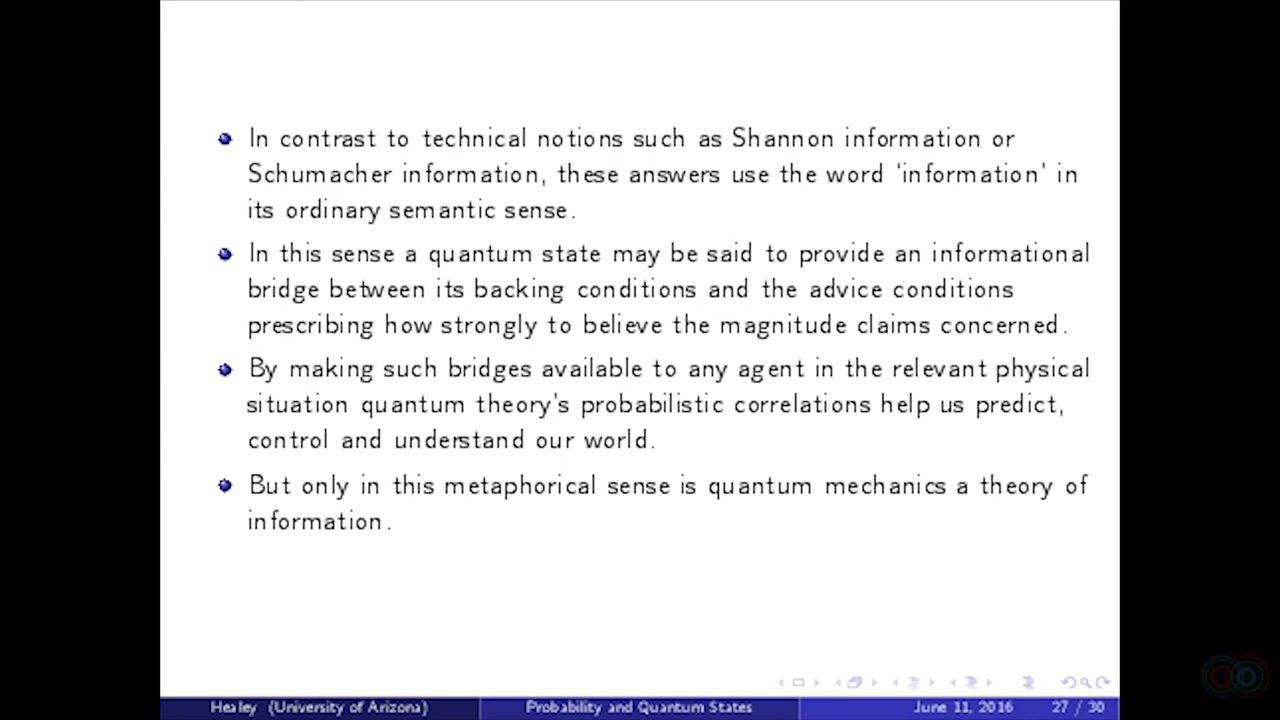 In contrast to technical notions such as Shannon information or
Schumacher information, these answers use the word 'information' in
its ordinary semantic sense.
In this sense a quantum state may be said to provide an informational
bridge between its backing conditions and the advice conditions
prescribing how strongly to believe the magnitude claims concerned.
By making such bridges available to any agent in the relevant physical
situation quantum theory's probabilistic correlations help us predict,
control and understand our world.
But only in this metaphorical sense is quantum mechanics a theory of
information.
Healey (University of Arizona) Probability and Quantum States June 11, 2016 27 / 30